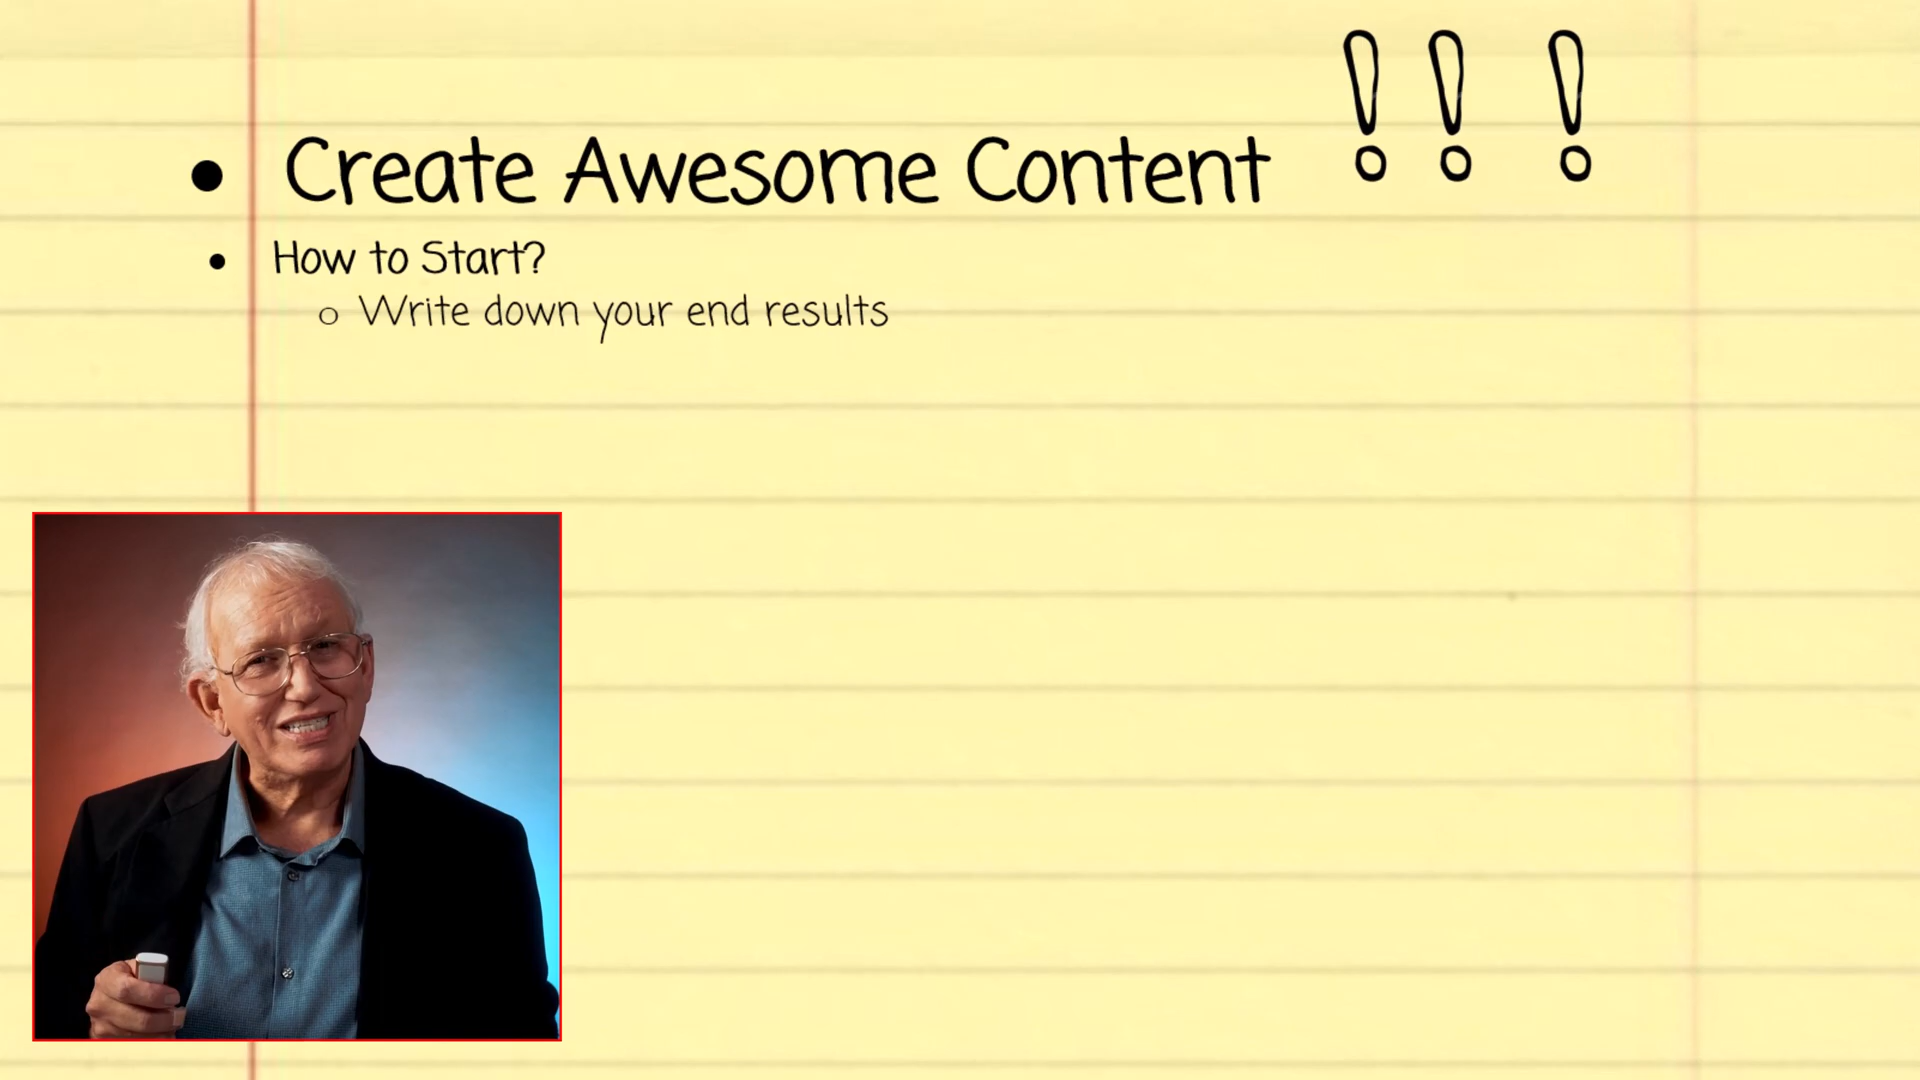 • Create Awesome Content ! ! !
• How to Start?
o Write down your end results